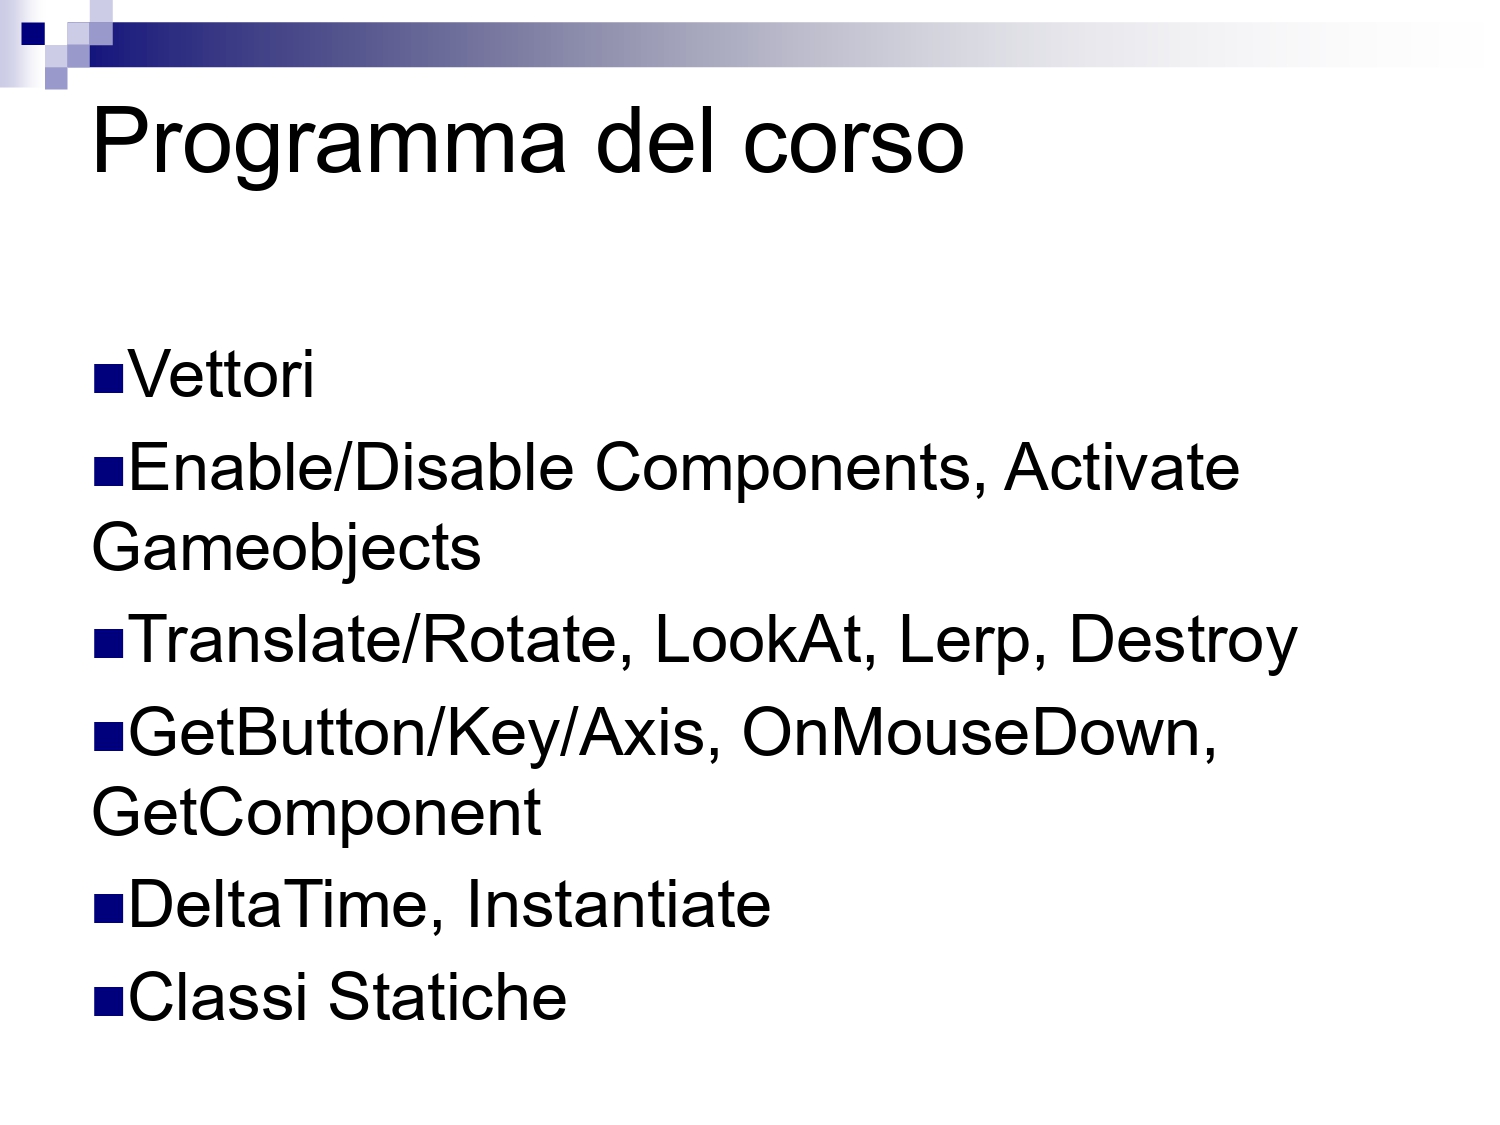 Programma del corso
Vettori
Enable/Disable Components, Activate
Gameobjects
Translate/Rotate, LookAt, Lerp, Destroy
GetButton/Key/Axis, OnMouseDown,
GetComponent
DeltaTime, Instantiate
Classi Statiche